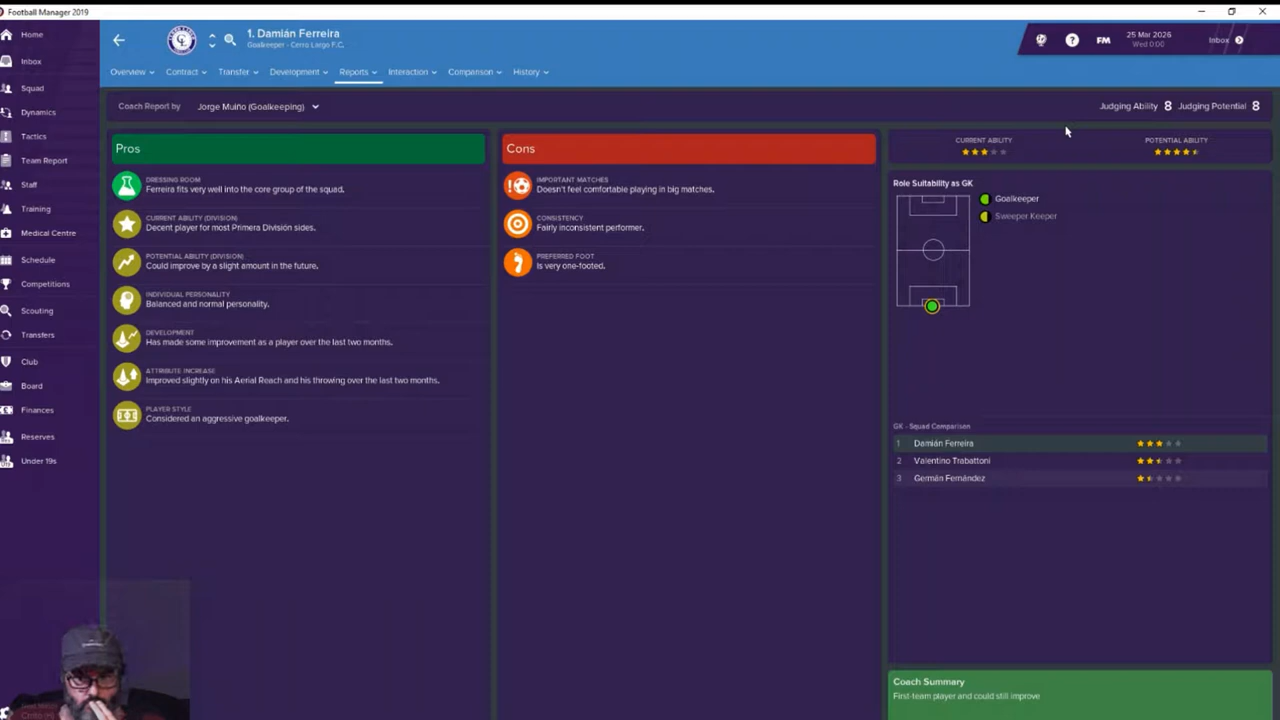 Football Manager 2019
Home
Inbox
Squad
Dynamics
Tactics
Team Report
Staff
Training
Medical Centre
Schedule
Competitions
Scouting
Transfers
Club
Board
Finances
Reserves
Under 19s
1. Damián Ferreira
Goalkeeper - Cerro Largo F.C.
25 Mar 2026
Wed 0:00
FM
Inbox
Overview
Contract
Transfer
Development
Reports
Interaction
Comparison
History
Coach Report by
Jorge Muiño (Goalkeeping)
Judging Ability 8
Judging Potential 8
Pros
DRESSING ROOM
Ferreira fits very well into the core group of the squad.
CURRENT ABILITY (DIVISION)
Decent player for most Primera División sides.
POTENTIAL ABILITY (DIVISION)
Could improve by a slight amount in the future.
INDIVIDUAL PERSONALITY
Balanced and normal personality.
DEVELOPMENT
Has made some improvement as a player over the last two months.
ATTRIBUTE INCREASE
Improved slightly on his Aerial Reach and his throwing over the last two months.
PLAYER STYLE
Considered an aggressive goalkeeper.
Cons
IMPORTANT MATCHES
Doesn't feel comfortable playing in big matches.
CONSISTENCY
Fairly inconsistent performer.
PREFERRED FOOT
Is very one-footed.
CURRENT ABILITY
POTENTIAL ABILITY
Role Suitability as GK
Goalkeeper
Sweeper Keeper
GK - Squad Comparison
1 Damián Ferreira
2 Valentino Trabattoni
3 Germán Fernández
Coach Summary
First-team player and could still improve